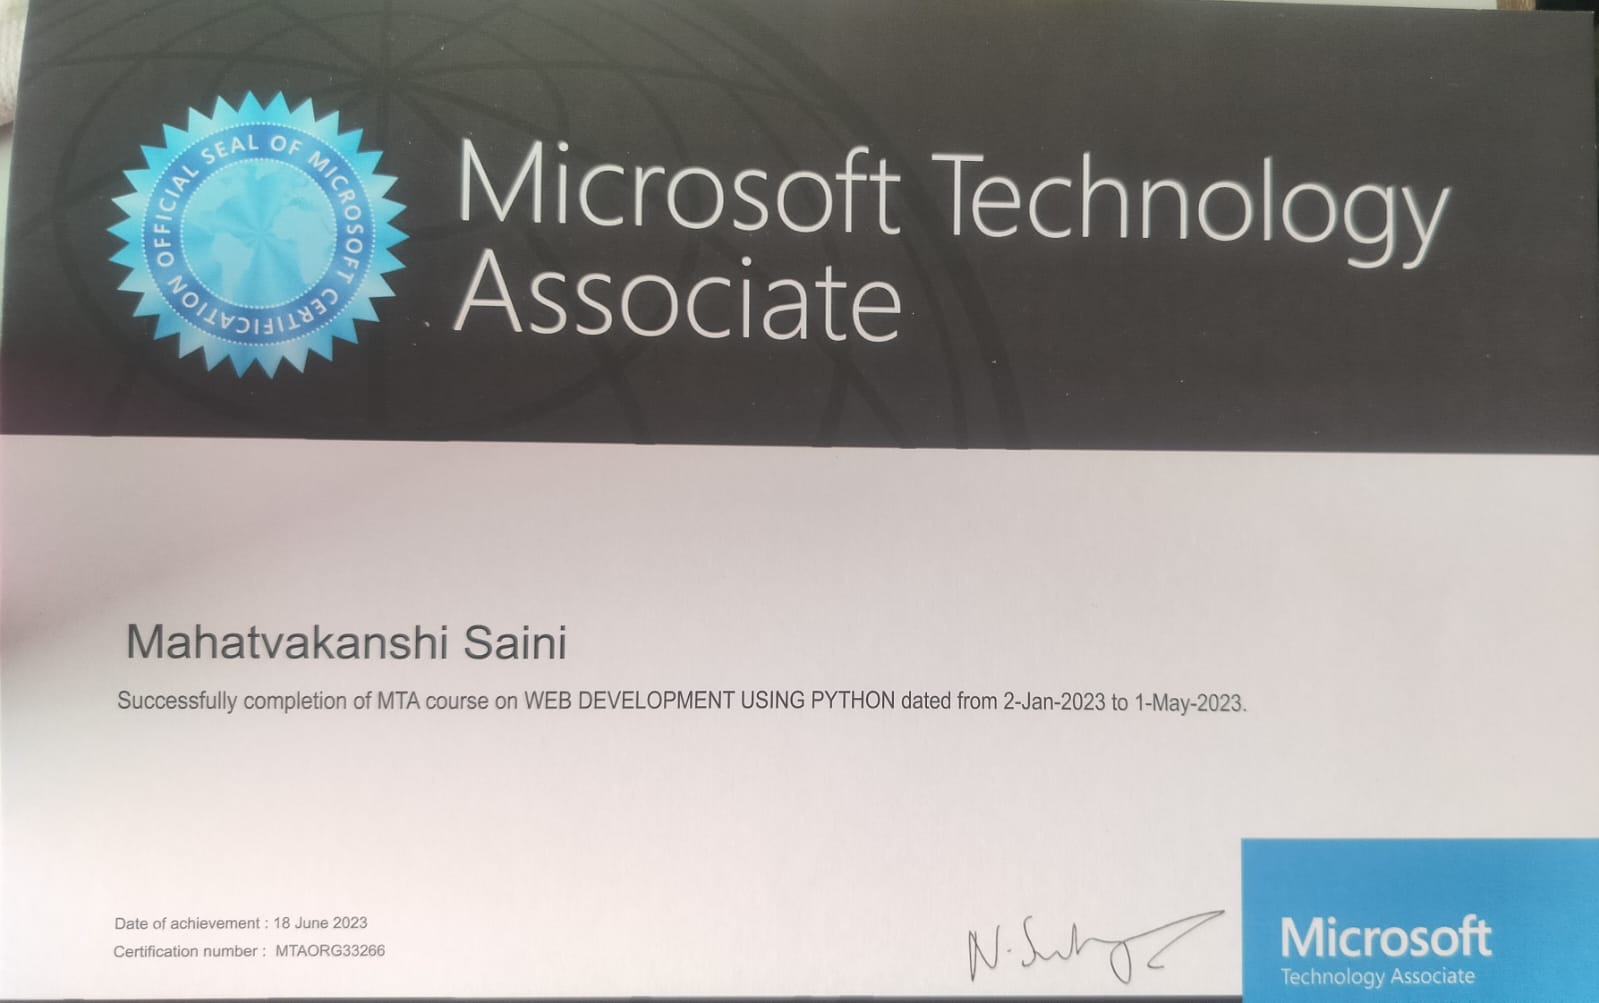 OFFICIAL SEAL OF MICROSOFT CERTIFICATION
Microsoft Technology
Associate
Mahatvakanshi Saini
Successfully completion of MTA course on WEB DEVELOPMENT USING PYTHON dated from 2-Jan-2023 to 1-May-2023.
Date of achievement : 18 June 2023
Certification number : MTAORG33266
Microsoft
Technology Associate